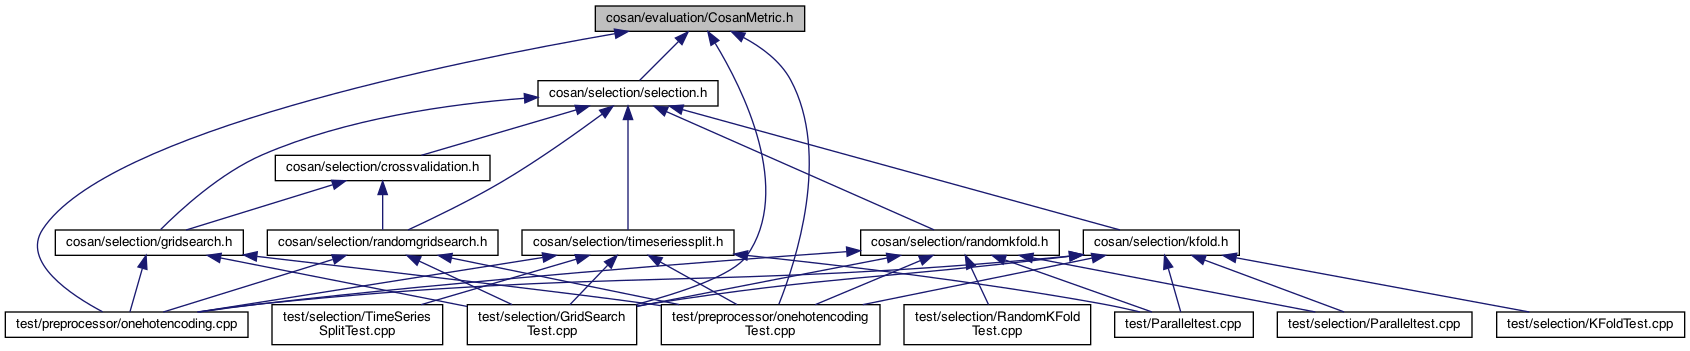 cosan/evaluation/CosanMetric.h
cosan/selection/selection.h
cosan/selection/crossvalidation.h
cosan/selection/gridsearch.h
cosan/selection/randomgridsearch.h
cosan/selection/timeseriessplit.h
cosan/selection/randomkfold.h
cosan/selection/kfold.h
test/preprocessor/onehotencoding.cpp
test/selection/TimeSeries
SplitTest.cpp
test/selection/GridSearch
Test.cpp
test/preprocessor/onehotencoding
Test.cpp
test/selection/RandomKFold
Test.cpp
test/Paralleltest.cpp
test/selection/Paralleltest.cpp
test/selection/KFoldTest.cpp